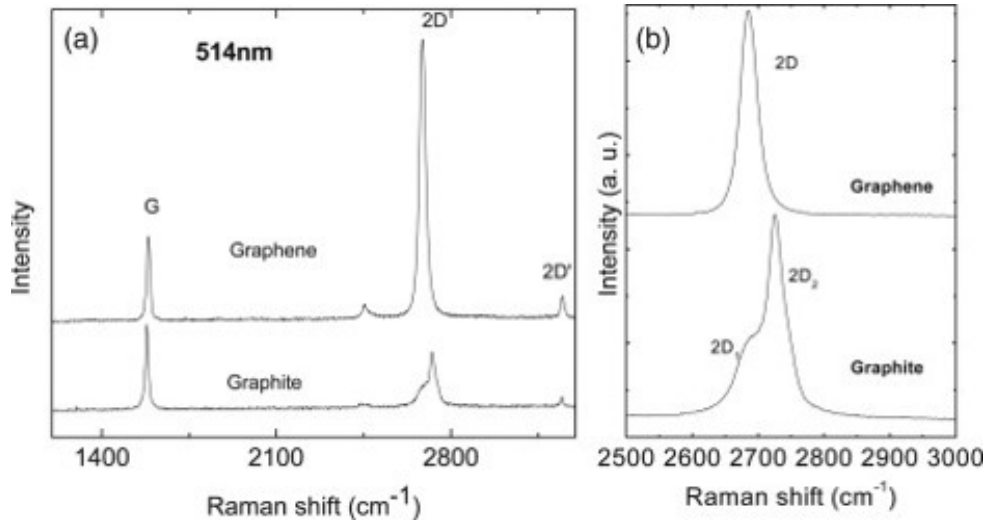 (a)
514nm
2D
G
Graphene
2D'
Graphite
Intensity
1400 2100 2800
Raman shift (cm⁻¹)
(b)
2D
Graphene
2D₂
2D₁
Graphite
Intensity (a. u.)
2500 2600 2700 2800 2900 3000
Raman shift (cm⁻¹)